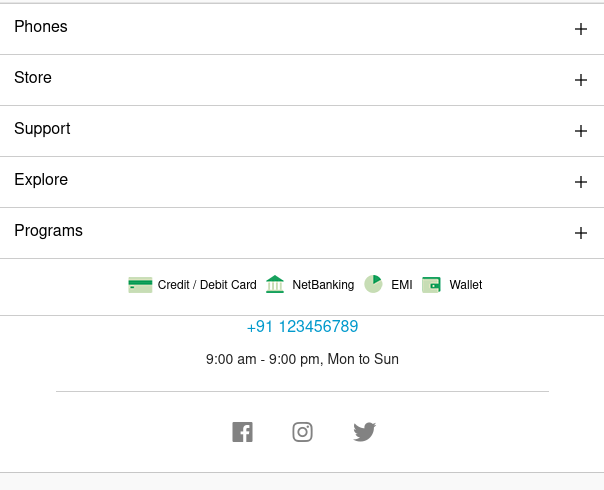 Phones
Store
Support
Explore
Programs
Credit / Debit Card NetBanking EMI Wallet
+91 123456789
9:00 am - 9:00 pm, Mon to Sun